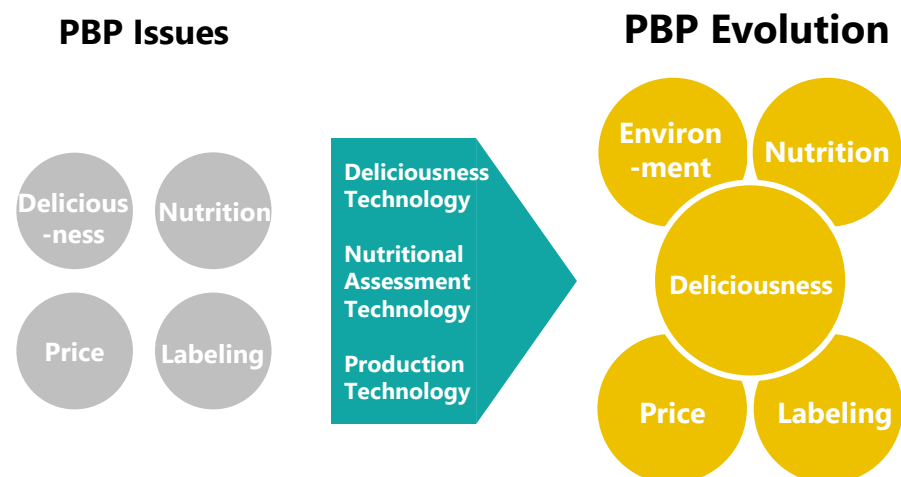 PBP Issues
PBP Evolution
Delicious
-ness
Nutrition
Price
Labeling
Deliciousness
Technology
Nutritional
Assessment
Technology
Production
Technology
Environ
-ment
Nutrition
Deliciousness
Price
Labeling